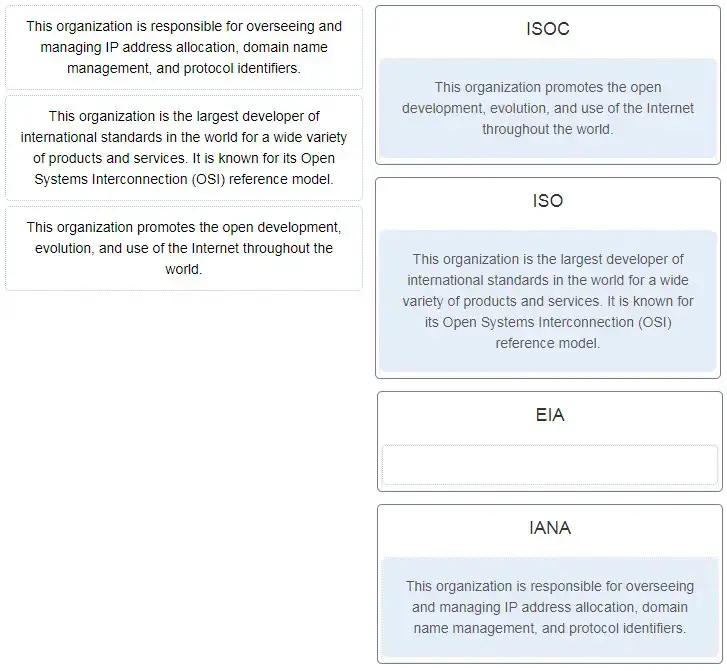 This organization is responsible for overseeing and
managing IP address allocation, domain name
management, and protocol identifiers.
This organization is the largest developer of
international standards in the world for a wide variety
of products and services. It is known for its Open
Systems Interconnection (OSI) reference model.
This organization promotes the open development,
evolution, and use of the Internet throughout the
world.
ISOC
This organization promotes the open
development, evolution, and use of the Internet
throughout the world.
ISO
This organization is the largest developer of
international standards in the world for a wide
variety of products and services. It is known for
its Open Systems Interconnection (OSI)
reference model.
EIA
IANA
This organization is responsible for overseeing
and managing IP address allocation, domain
name management, and protocol identifiers.